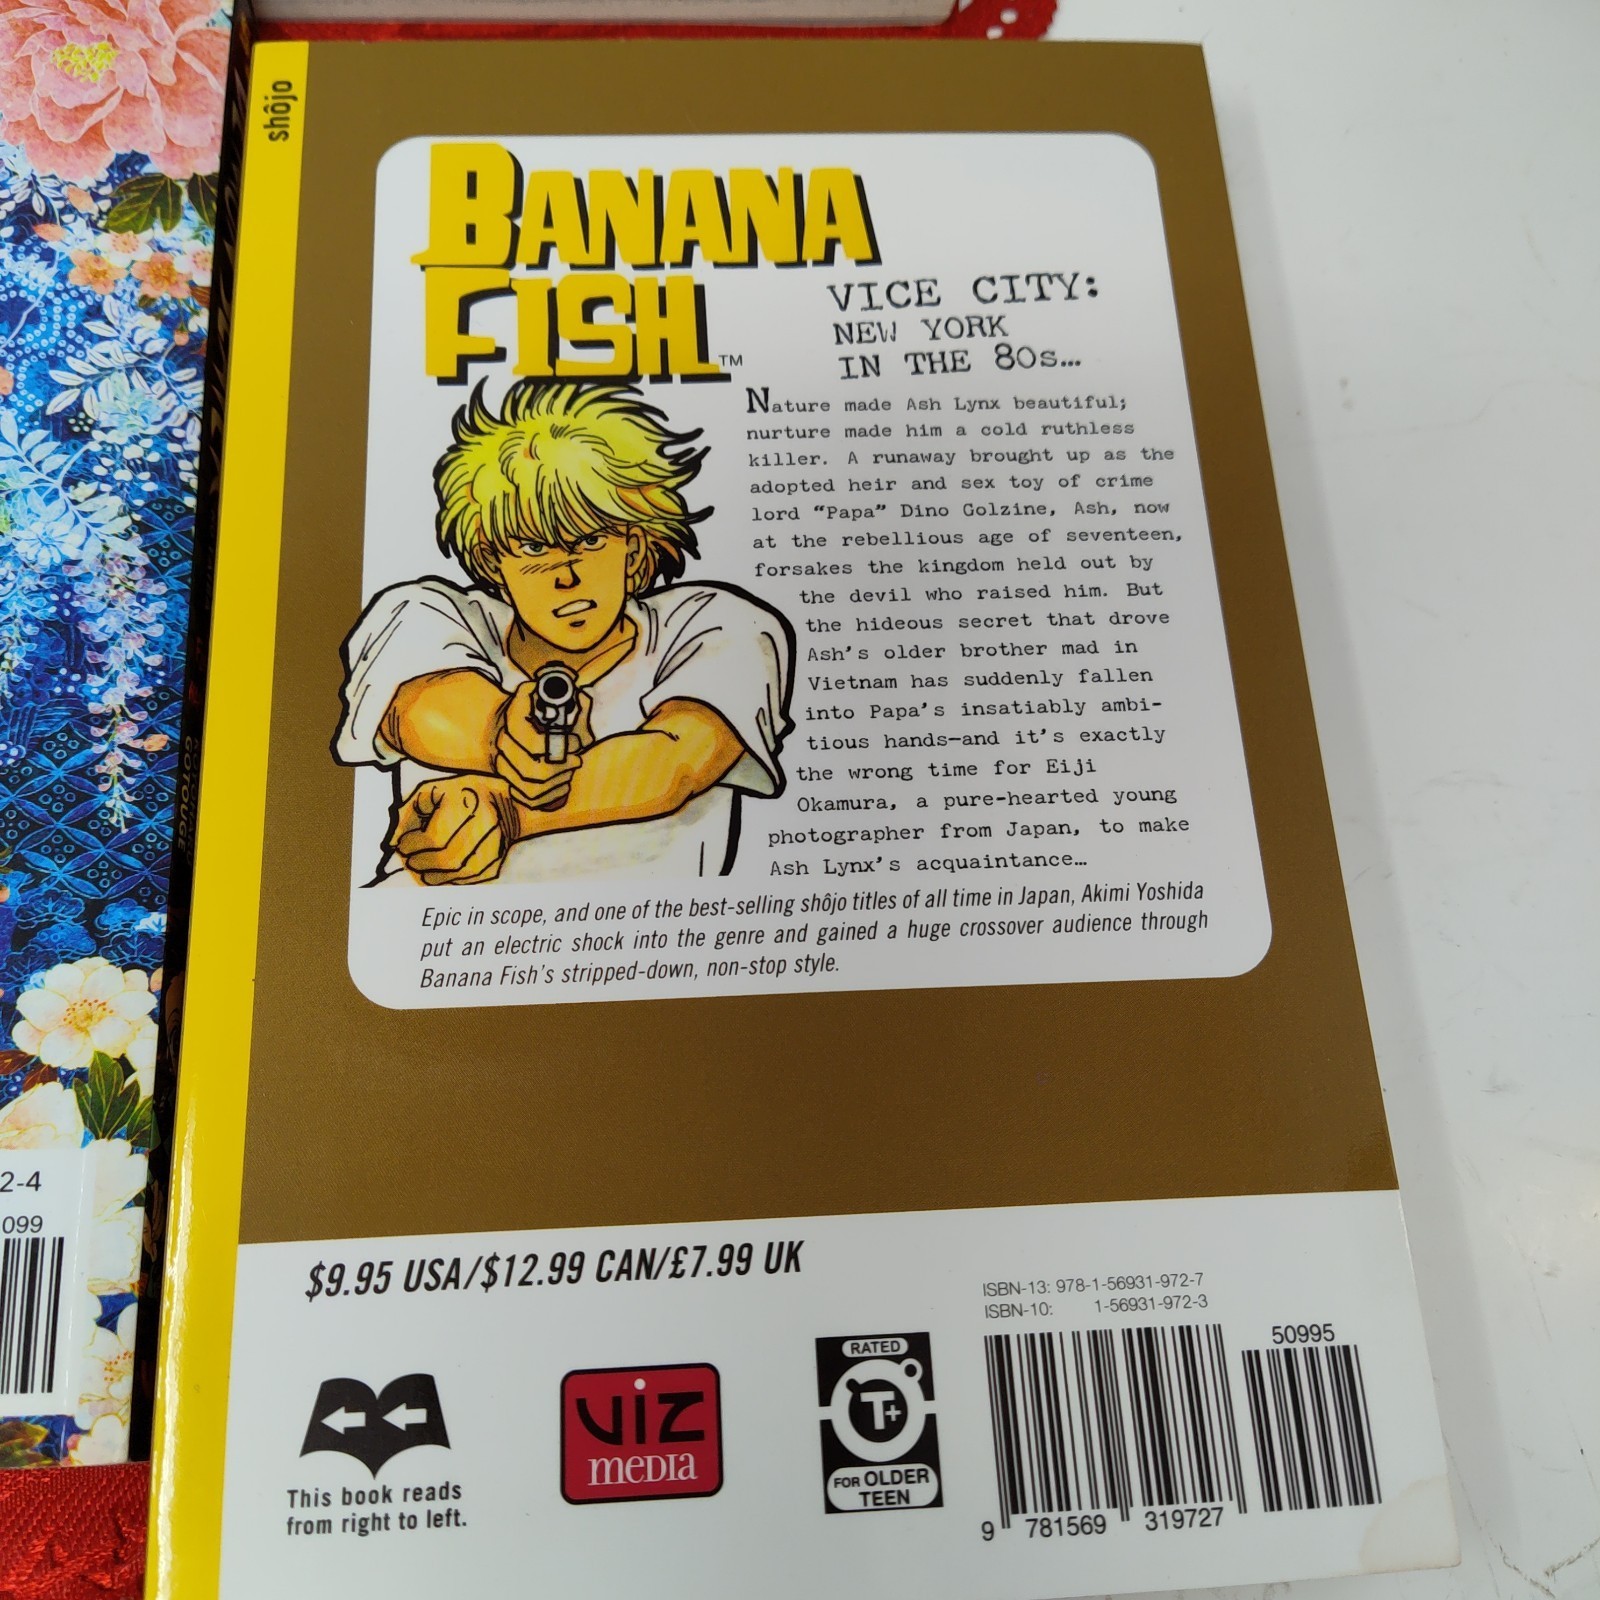 shôjo
BANANA
FISH™
VICE CITY:
NEW YORK
IN THE 80s...
Nature made Ash Lynx beautiful;
nurture made him a cold ruthless
killer. A runaway brought up as the
adopted heir and sex toy of crime
lord “Papa” Dino Golzine, Ash, now
at the rebellious age of seventeen,
forsakes the kingdom held out by
the devil who raised him. But
the hideous secret that drove
Ash’s older brother mad in
Vietnam has suddenly fallen
into Papa’s insatiably ambi-
tious hands—and it’s exactly
the wrong time for Eiji
Okamura, a pure-hearted young
photographer from Japan, to make
Ash Lynx’s acquaintance…
Epic in scope, and one of the best-selling shôjo titles of all time in Japan, Akimi Yoshida
put an electric shock into the genre and gained a huge crossover audience through
Banana Fish’s stripped-down, non-stop style.
$9.95 USA/$12.99 CAN/£7.99 UK
ISBN-13: 978-1-56931-972-7
ISBN-10: 1-56931-972-3
50995
9 781569 319727
This book reads
from right to left.
VIZ
MEDIA
RATED
T+
FOR OLDER
TEEN
GOTOUGE
2-4
099